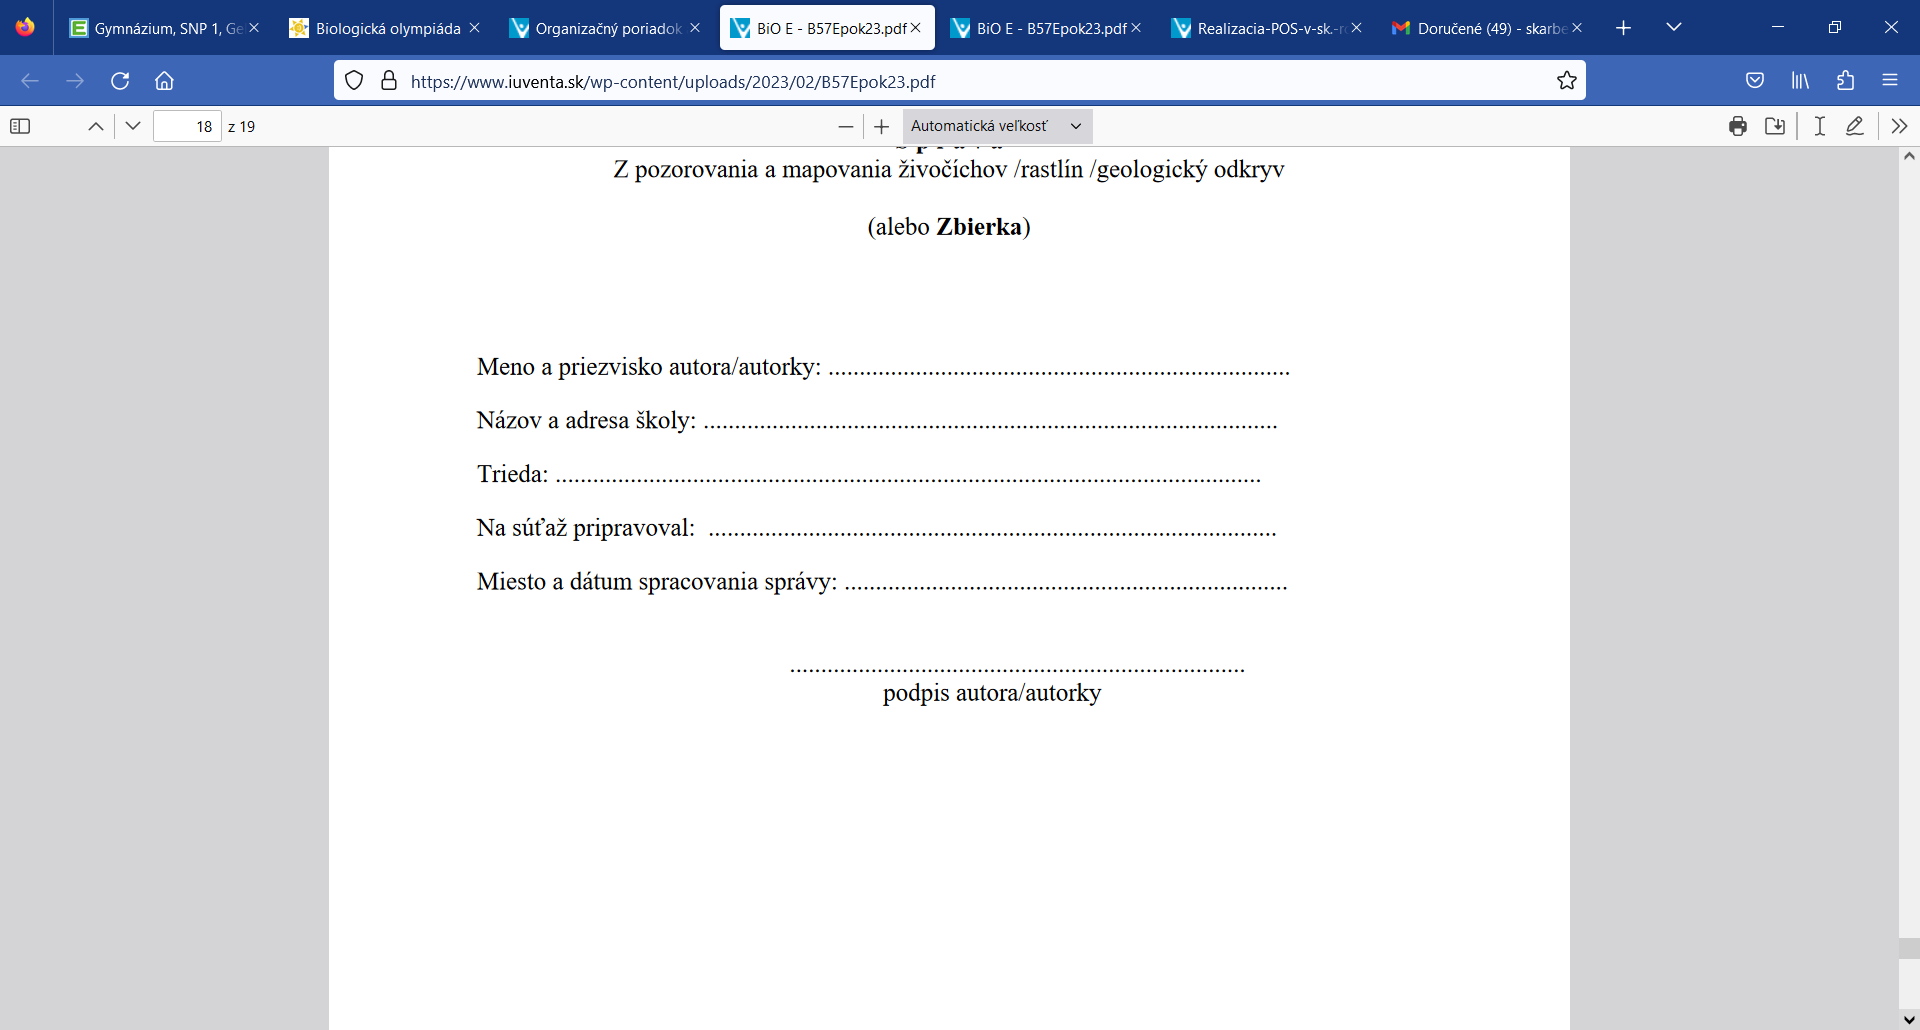 Gymnázium, SNP 1, Ge
Biologická olympiáda
Organizačný poriadok
BiO E - B57Epok23.pdf
BiO E - B57Epok23.pdf
Realizacia-POS-v-sk.-r
Doručené (49) - skarbe
https://www.iuventa.sk/wp-content/uploads/2023/02/B57Epok23.pdf
18 z 19
Automatická veľkosť
Z pozorovania a mapovania živočíchov /rastlín /geologický odkryv
(alebo Zbierka)
Meno a priezvisko autora/autorky: ..........................................................................
Názov a adresa školy: ............................................................................................
Trieda: .................................................................................................................
Na súťaž pripravoval: ...........................................................................................
Miesto a dátum spracovania správy: .......................................................................
.........................................................................
podpis autora/autorky